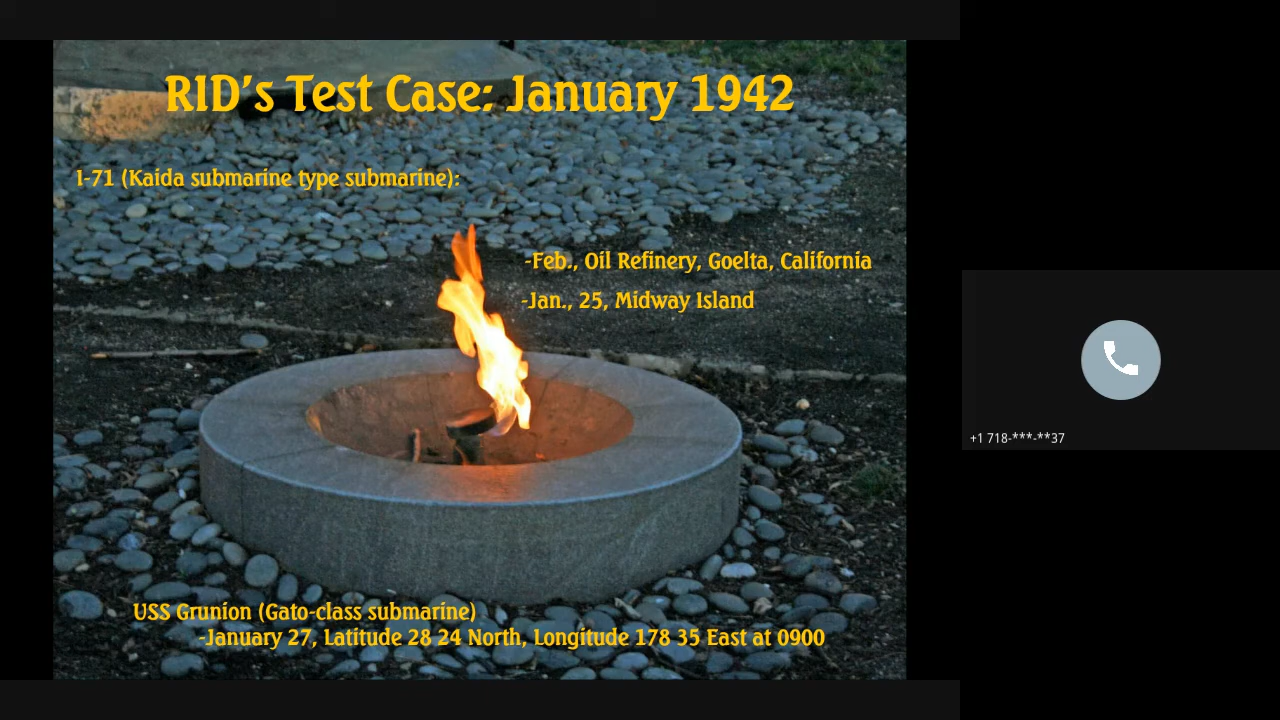 RID's Test Case: January 1942
I-71 (Kaida submarine type submarine):
-Feb., Oil Refinery, Goelta, California
-Jan., 25, Midway Island
USS Grunion (Gato-class submarine)
-January 27, Latitude 28 24 North, Longitude 178 35 East at 0900
+1 718-***-**37